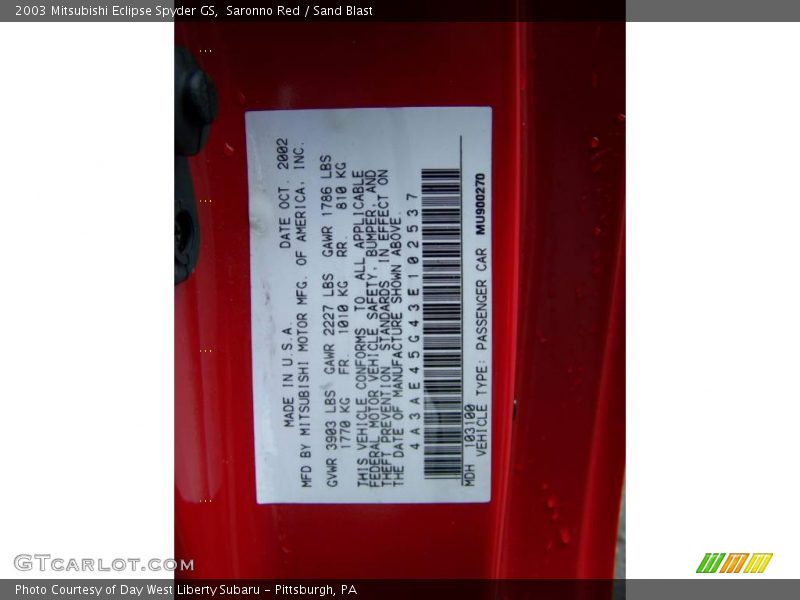 2003 Mitsubishi Eclipse Spyder GS,  Saronno Red / Sand Blast
MADE IN U.S.A.    DATE OCT. 2002
MFD BY MITSUBISHI MOTOR MFG. OF AMERICA, INC.
GVWR 3903 LBS  GAWR 2227 LBS  GAWR 1786 LBS
1770 KG  FR.  1010 KG  RR.  810 KG
THIS VEHICLE CONFORMS TO ALL APPLICABLE
FEDERAL MOTOR VEHICLE SAFETY, BUMPER, AND
THEFT PREVENTION STANDARDS IN EFFECT ON
THE DATE OF MANUFACTURE SHOWN ABOVE.
4A3AE45G43E102537
MDH 103100
VEHICLE TYPE: PASSENGER CAR  MU900270
GTcarlot.com
Photo Courtesy of Day West Liberty Subaru - Pittsburgh, PA